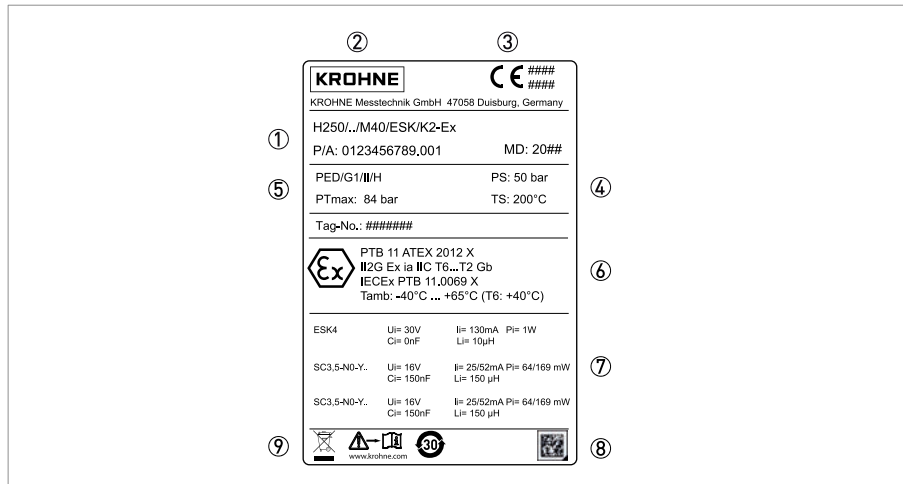 ② ③
KROHNE CE ####
####
KROHNE Messtechnik GmbH 47058 Duisburg, Germany
① H250/../M40/ESK/K2-Ex
P/A: 0123456789.001 MD: 20##
⑤ PED/G1/II/H PS: 50 bar ④
PTmax: 84 bar TS: 200°C
Tag-No.: #######
Ex PTB 11 ATEX 2012 X
II2G Ex ia IIC T6...T2 Gb ⑥
IECEx PTB 11.0069 X
Tamb: -40°C ... +65°C (T6: +40°C)
ESK4 Ui= 30V Ii= 130mA Pi= 1W
Ci= 0nF Li= 10µH
SC3,5-N0-Y.. Ui= 16V Ii= 25/52mA Pi= 64/169 mW ⑦
Ci= 150nF Li= 150 µH
SC3,5-N0-Y.. Ui= 16V Ii= 25/52mA Pi= 64/169 mW
Ci= 150nF Li= 150 µH
⑨ 30 ⑧
www.krohne.com